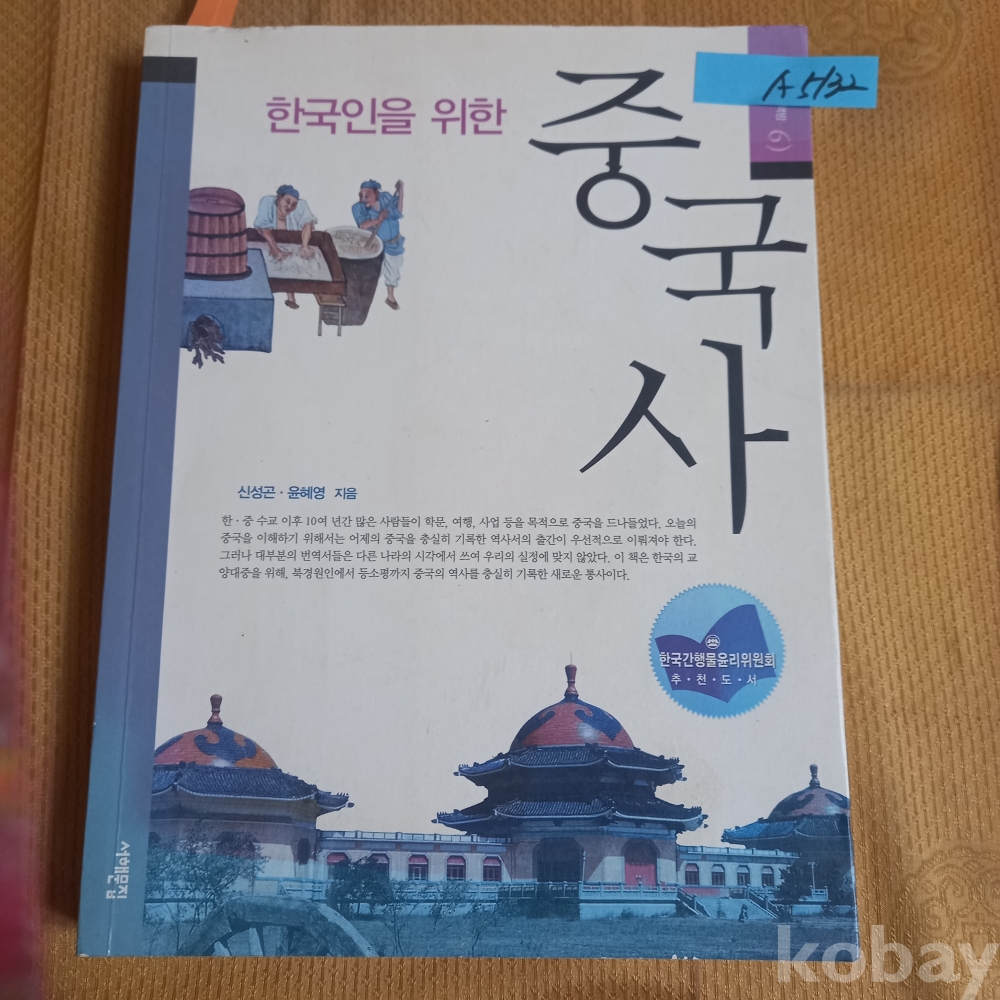 한국인을 위한
중국사
A5132
6)
신성곤 · 윤혜영 지음
한 · 중 수교 이후 10여 년간 많은 사람들이 학문, 여행, 사업 등을 목적으로 중국을 드나들었다. 오늘의
중국을 이해하기 위해서는 어제의 중국을 충실히 기록한 역사서의 출간이 우선적으로 이뤄져야 한다.
그러나 대부분의 번역서들은 다른 나라의 시각에서 쓰여 우리의 실정에 맞지 않았다. 이 책은 한국의 교
양대중을 위해, 북경원인에서 등소평까지 중국의 역사를 충실히 기록한 새로운 통사이다.
한국간행물윤리위원회
추 · 천 · 도 · 서
서해문집
kobay